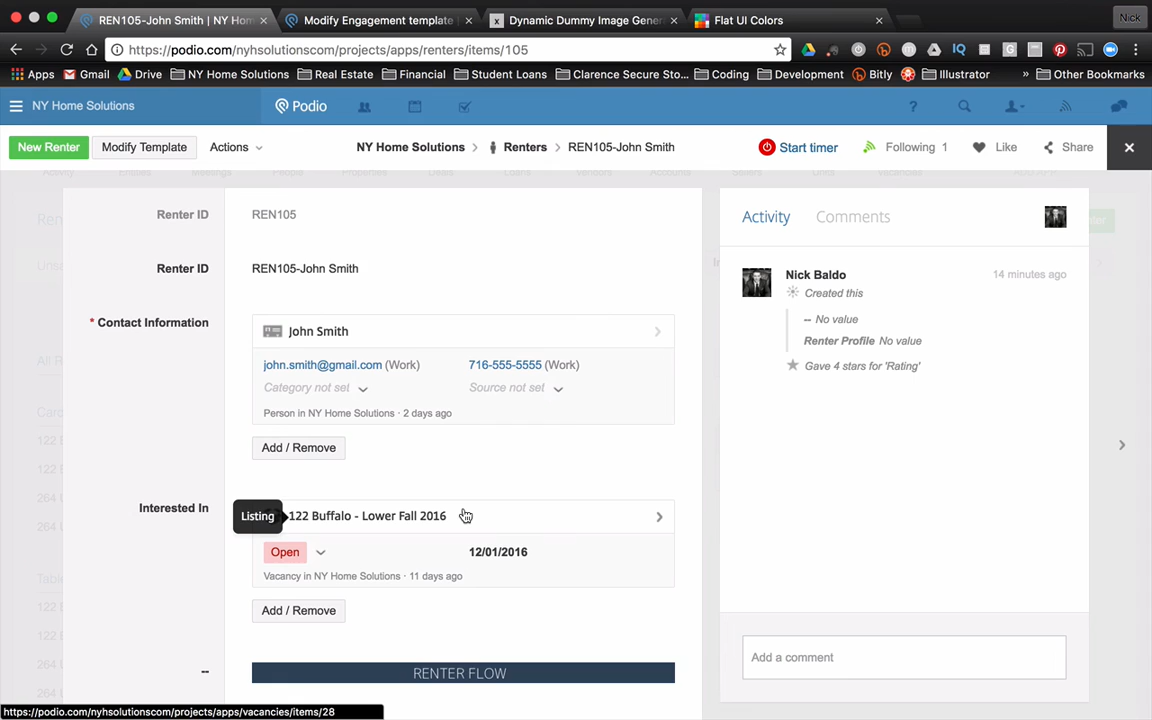 REN105-John Smith | NY Hom
Modify Engagement template
Dynamic Dummy Image Gener
Flat UI Colors
Nick
https://podio.com/nyhsolutionscom/projects/apps/renters/items/105
Apps
Gmail
Drive
NY Home Solutions
Real Estate
Financial
Student Loans
Clarence Secure Sto...
Coding
Development
Bitly
Illustrator
»
Other Bookmarks
NY Home Solutions
Podio
New Renter
Modify Template
Actions
NY Home Solutions
Renters
REN105-John Smith
Start timer
Following 1
Like
Share
Renter ID
REN105
Renter ID
REN105-John Smith
* Contact Information
John Smith
john.smith@gmail.com (Work)
716-555-5555 (Work)
Category not set
Source not set
Person in NY Home Solutions · 2 days ago
Add / Remove
Interested In
Listing
122 Buffalo - Lower Fall 2016
Open
12/01/2016
Vacancy in NY Home Solutions · 11 days ago
Add / Remove
--
RENTER FLOW
Activity
Comments
Nick Baldo
14 minutes ago
Created this
-- No value
Renter Profile No value
Gave 4 stars for 'Rating'
Add a comment
https://podio.com/nyhsolutionscom/projects/apps/vacancies/items/28